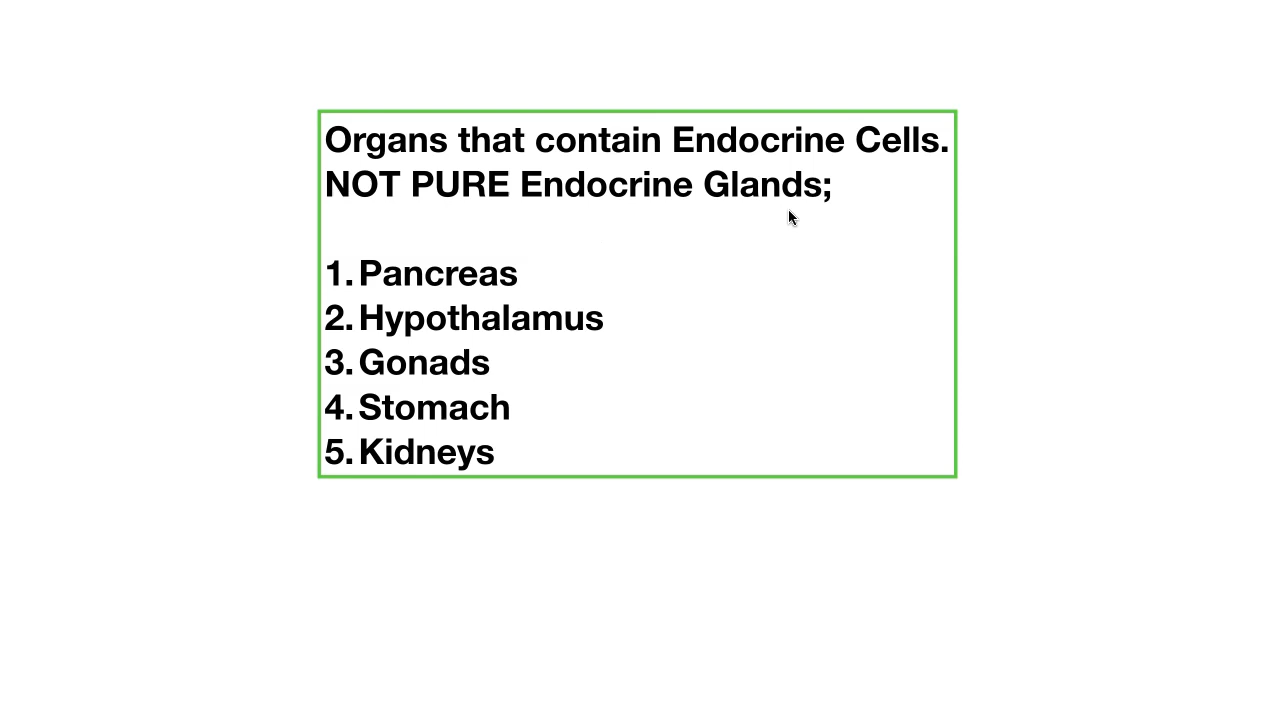 Organs that contain Endocrine Cells.
NOT PURE Endocrine Glands;
1. Pancreas
2. Hypothalamus
3. Gonads
4. Stomach
5. Kidneys